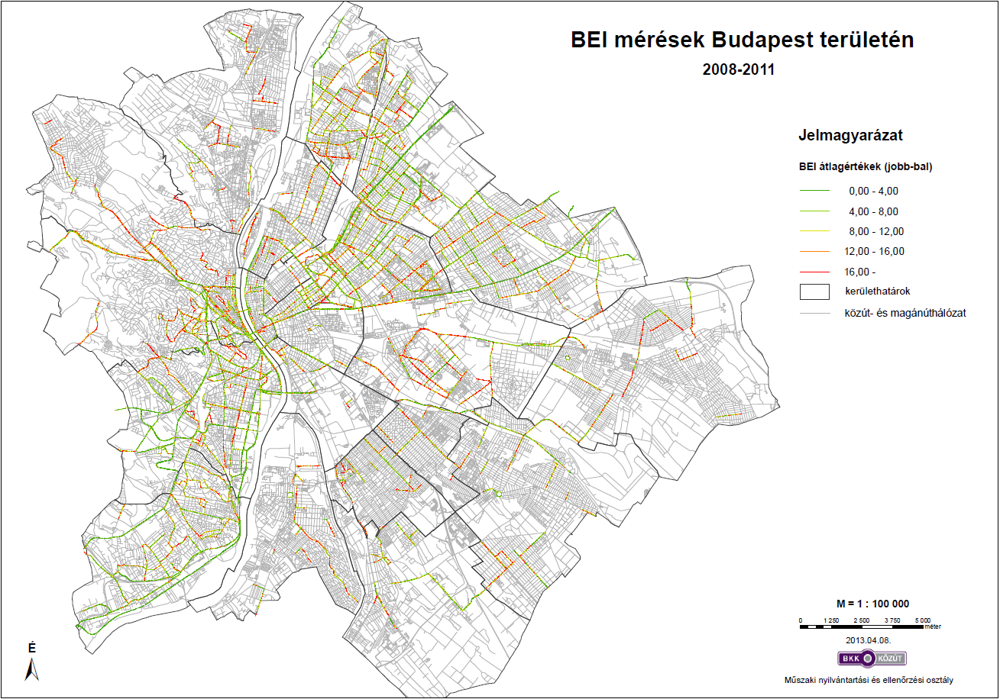 BEI mérések Budapest területén
2008-2011
Jelmagyarázat
BEI átlagértékek (jobb-bal)
0,00 - 4,00
4,00 - 8,00
8,00 - 12,00
12,00 - 16,00
16,00 -
kerülethatárok
közút- és magánúthálózat
M = 1 : 100 000
0 1 250 2 500 3 750 5 000
méter
2013.04.08.
BKK KÖZÚT
Műszaki nyilvántartási és ellenőrzési osztály
É